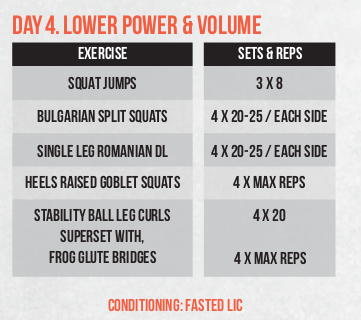 DAY 4. LOWER POWER & VOLUME
EXERCISE SETS & REPS
SQUAT JUMPS 3 X 8
BULGARIAN SPLIT SQUATS 4 X 20-25 / EACH SIDE
SINGLE LEG ROMANIAN DL 4 X 20-25 / EACH SIDE
HEELS RAISED GOBLET SQUATS 4 X MAX REPS
STABILITY BALL LEG CURLS 4 X 20
SUPERSET WITH,
FROG GLUTE BRIDGES 4 X MAX REPS
CONDITIONING: FASTED LIC